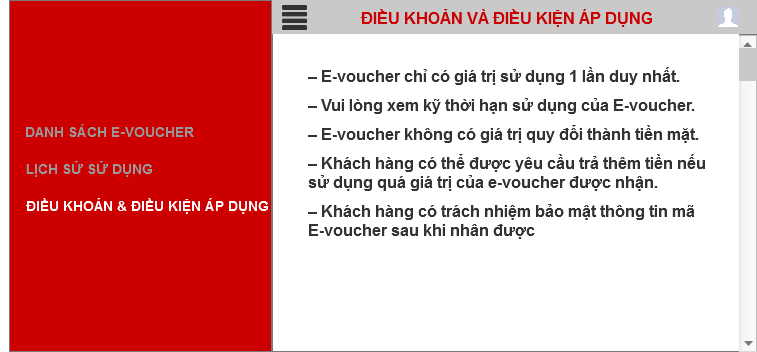 ĐIỀU KHOẢN VÀ ĐIỀU KIỆN ÁP DỤNG
DANH SÁCH E-VOUCHER
LỊCH SỬ SỬ DỤNG
ĐIỀU KHOẢN & ĐIỀU KIỆN ÁP DỤNG
– E-voucher chỉ có giá trị sử dụng 1 lần duy nhất.
– Vui lòng xem kỹ thời hạn sử dụng của E-voucher.
– E-voucher không có giá trị quy đổi thành tiền mặt.
– Khách hàng có thể được yêu cầu trả thêm tiền nếu
sử dụng quá giá trị của e-voucher được nhận.
– Khách hàng có trách nhiệm bảo mật thông tin mã
E-voucher sau khi nhân được